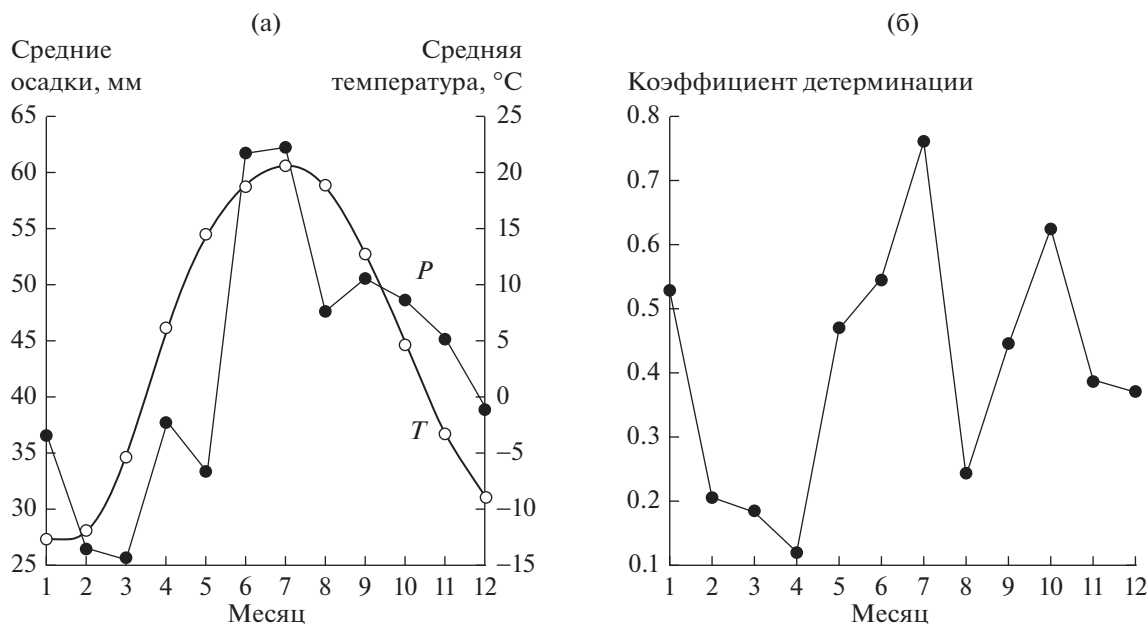 (а)
Средние
осадки, мм
Средняя
температура, °C
65
60
55
50
45
40
35
30
25
25
20
15
10
5
0
–5
–10
–15
P
T
1 2 3 4 5 6 7 8 9 10 11 12
Месяц
(б)
Коэффициент детерминации
0.8
0.7
0.6
0.5
0.4
0.3
0.2
0.1
1 2 3 4 5 6 7 8 9 10 11 12
Месяц